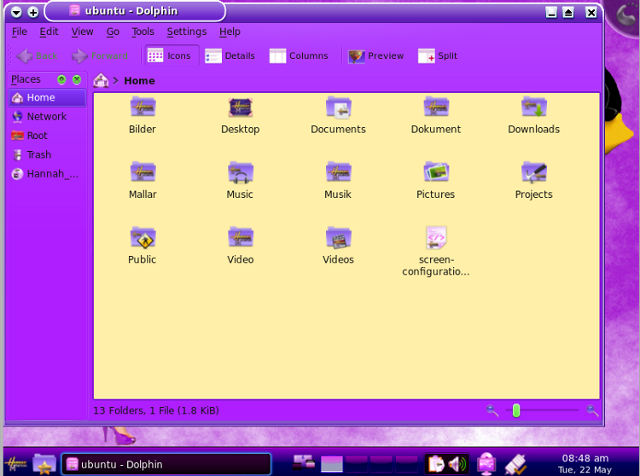 ubuntu - Dolphin
File Edit View Go Tools Settings Help
Back Forward Icons Details Columns Preview Split
Places
Home
Network
Root
Trash
Hannah_...
> Home
Bilder Desktop Documents Dokument Downloads
Mallar Music Musik Pictures Projects
Public Video Videos screen-
configuratio...
13 Folders, 1 File (1.8 KiB)
ubuntu - Dolphin
08:48 am
Tue, 22 May